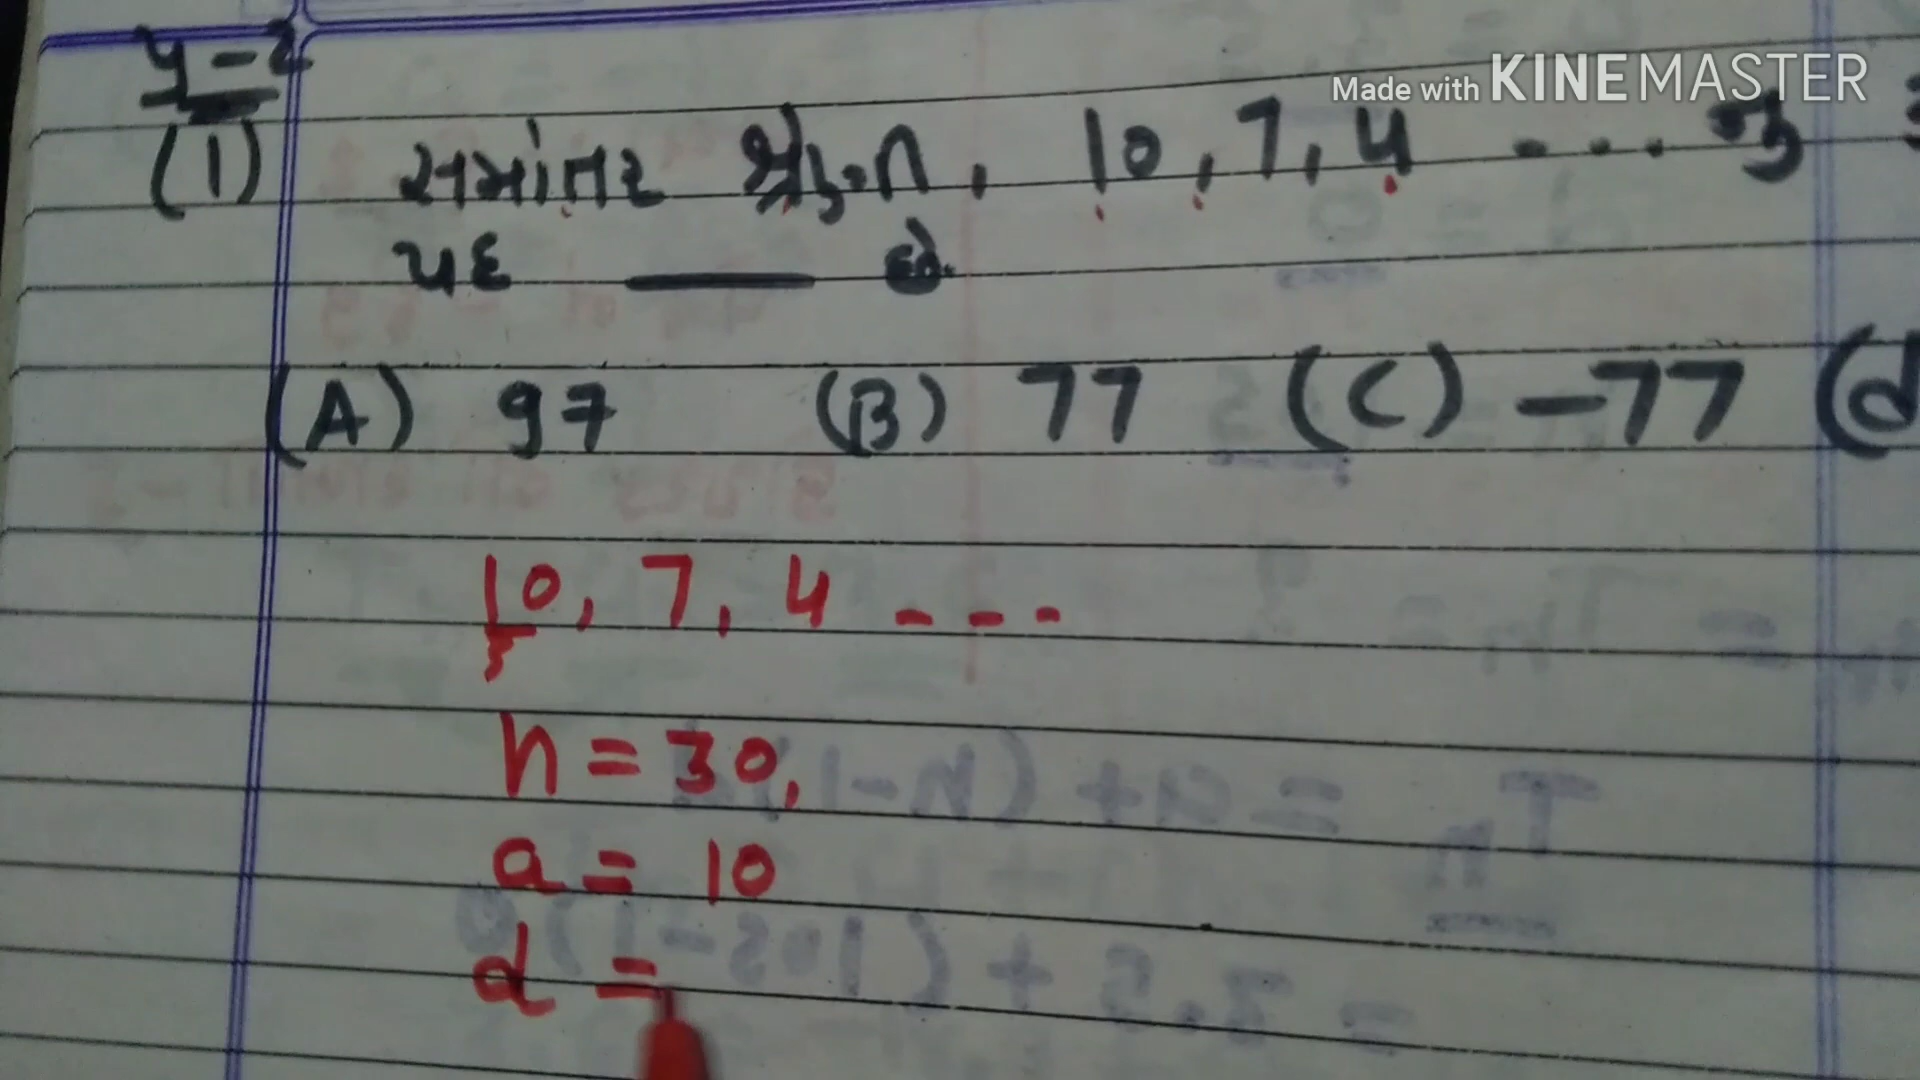 Made with KINEMASTER
પ્ર-૨
(1) સમાંતર શ્રેઢી, 10, 7, 4 ... નું
પદ ___ છે.
(A) 97 (B) 77 (C) -77 (d
10, 7, 4 ---
n = 30,
a = 10
d =